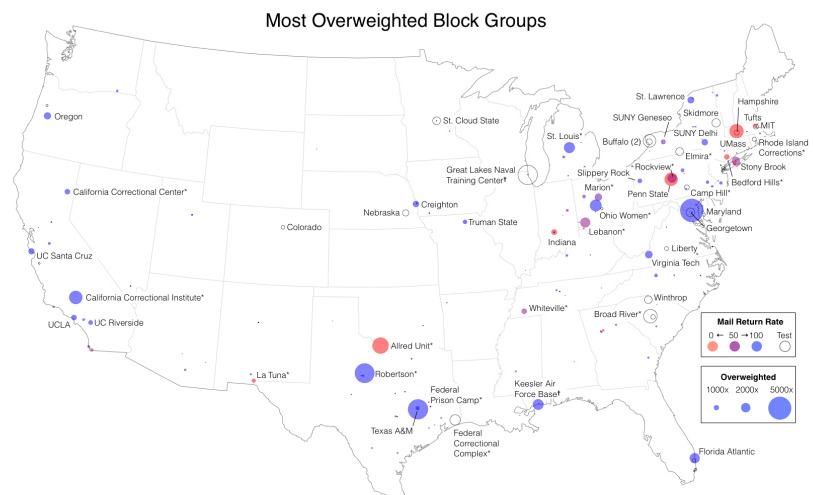 Most Overweighted Block Groups
Hampshire
St. Lawrence
Skidmore
Tufts
MIT
SUNY Geneseo
St. Cloud State
Oregon
St. Louis*
SUNY Delhi
Buffalo (2)
UMass
Rhode Island
Corrections*
Elmira*
Great Lakes Naval
Training Center†
Rockview*
Stony Brook
Slippery Rock
Penn State
Bedford Hills*
Marion*
Camp Hill*
California Correctional Center*
Creighton
Nebraska
Ohio Women*
Maryland
Truman State
Colorado
Lebanon*
Georgetown
Indiana
Liberty
UC Santa Cruz
Virginia Tech
California Correctional Institute*
Winthrop
Whiteville*
Broad River*
UCLA
UC Riverside
Mail Return Rate
0 ← 50 →100 Test
Allred Unit*
La Tuna*
Robertson*
Overweighted
1000x 2000x 5000x
Federal
Prison Camp*
Keesler Air
Force Base†
Texas A&M
Federal
Correctional
Complex*
Florida Atlantic